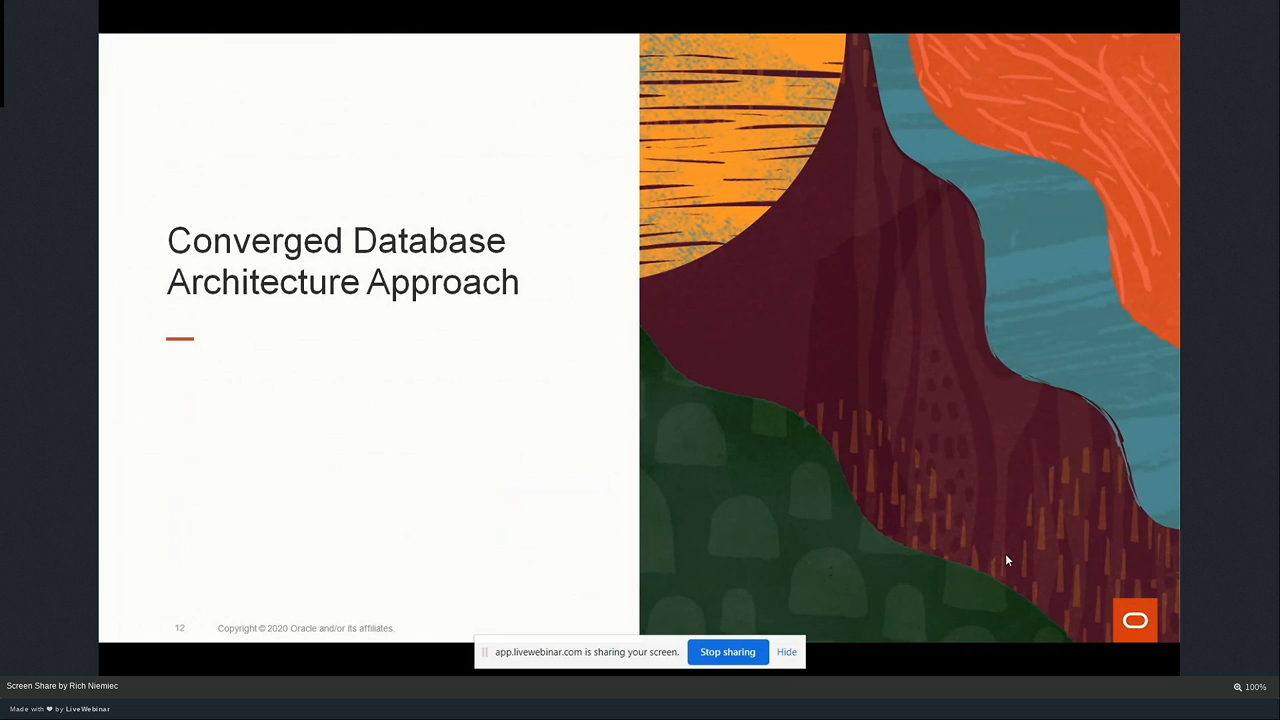 Converged Database
Architecture Approach
12
Copyright © 2020 Oracle and/or its affiliates.
app.livewebinar.com is sharing your screen.
Stop sharing
Hide
Screen Share by Rich Niemiec
100%
Made with ❤ by LiveWebinar